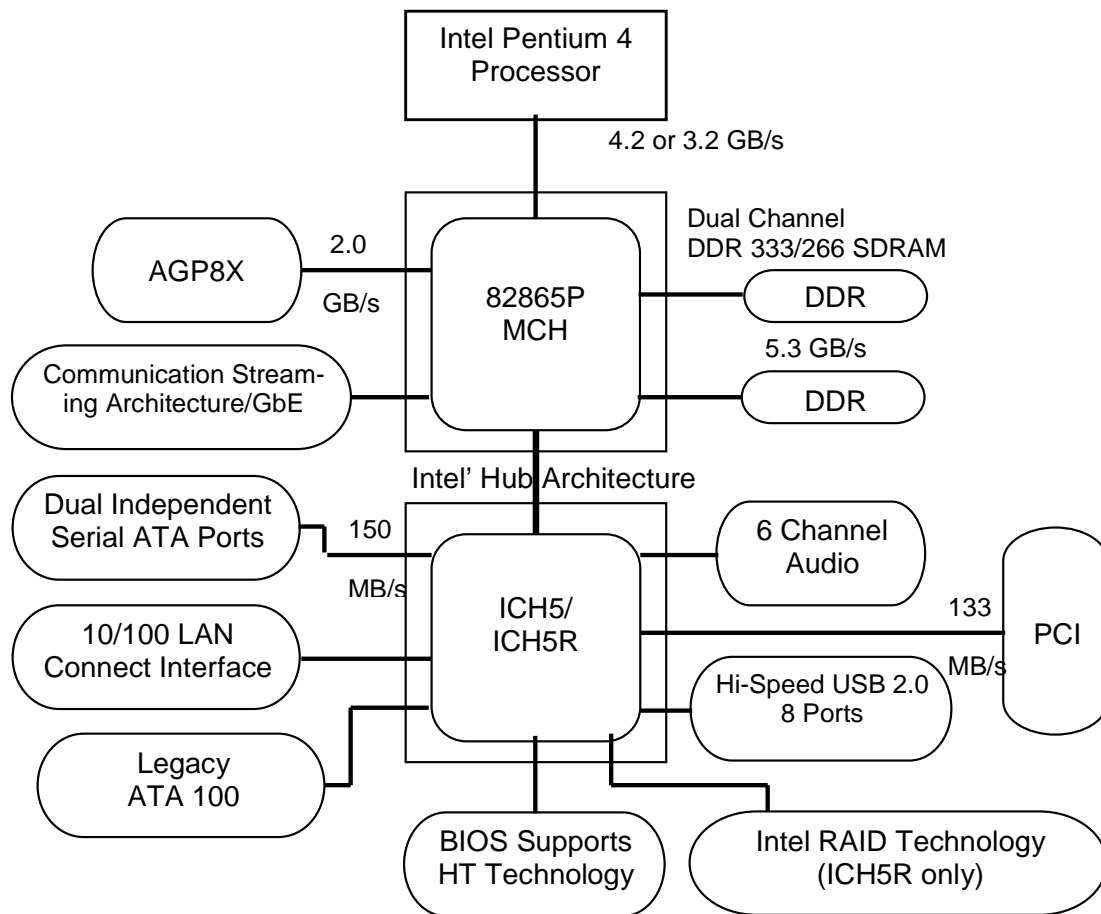 Intel Pentium 4
Processor
4.2 or 3.2 GB/s
Dual Channel
DDR 333/266 SDRAM
AGP8X
2.0
GB/s
82865P
MCH
DDR
5.3 GB/s
DDR
Communication Stream-
ing Architecture/GbE
Intel' Hub Architecture
Dual Independent
Serial ATA Ports
150
MB/s
6 Channel
Audio
ICH5/
ICH5R
133
MB/s
PCI
10/100 LAN
Connect Interface
Hi-Speed USB 2.0
8 Ports
Legacy
ATA 100
BIOS Supports
HT Technology
Intel RAID Technology
(ICH5R only)